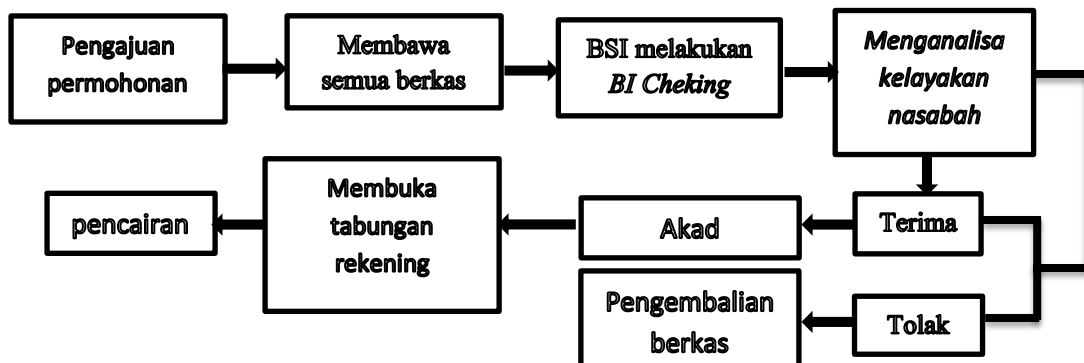 Pengajuan
permohonan
Membawa
semua berkas
BSI melakukan
BI Cheking
Menganalisa
kelayakan
nasabah
Terima
Akad
Membuka
tabungan
rekening
pencairan
Tolak
Pengembalian
berkas